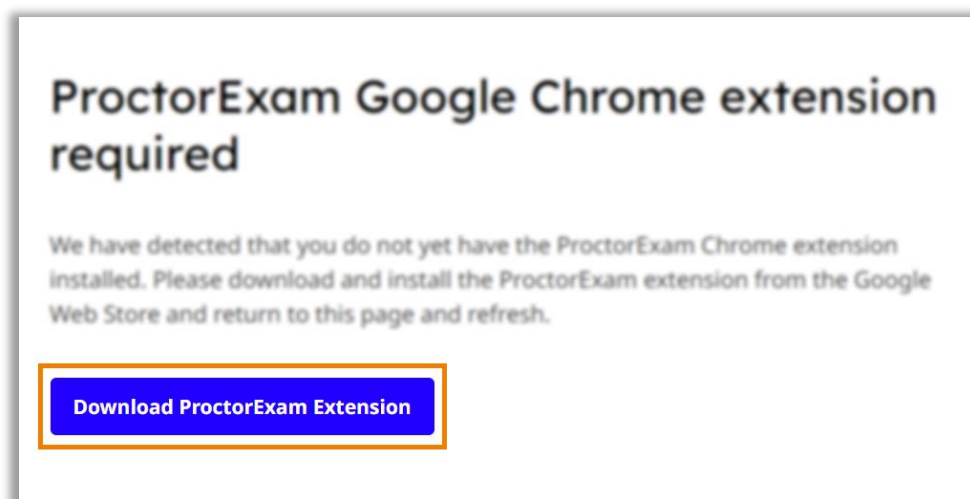 ProctorExam Google Chrome extension
required
We have detected that you do not yet have the ProctorExam Chrome extension
installed. Please download and install the ProctorExam extension from the Google
Web Store and return to this page and refresh.
Download ProctorExam Extension